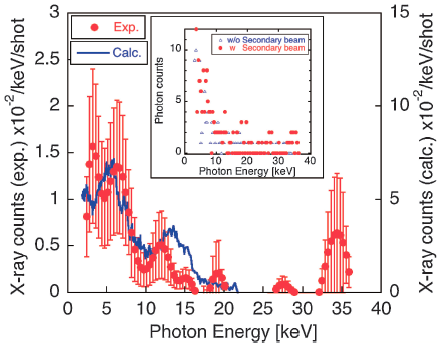 X-ray counts (exp.) x10⁻²/keV/shot
3
2.5
2
1.5
1
0.5
0
Exp.
Calc.
Photon counts
10
5
0
w/o Secondary beam
w Secondary beam
0 10 20 30 40
Photon Energy [keV]
15
10
5
0
X-ray counts (calc.) x10⁻²/keV/shot
0 5 10 15 20 25 30 35 40
Photon Energy [keV]